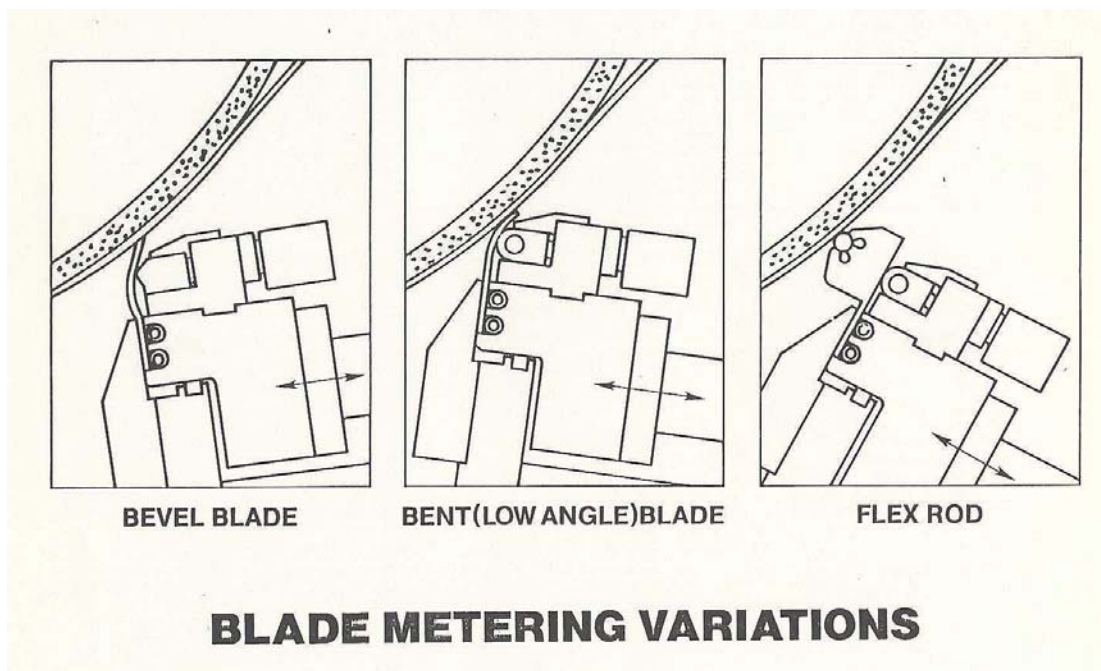 BEVEL BLADE
BENT(LOW ANGLE)BLADE
FLEX ROD
BLADE METERING VARIATIONS